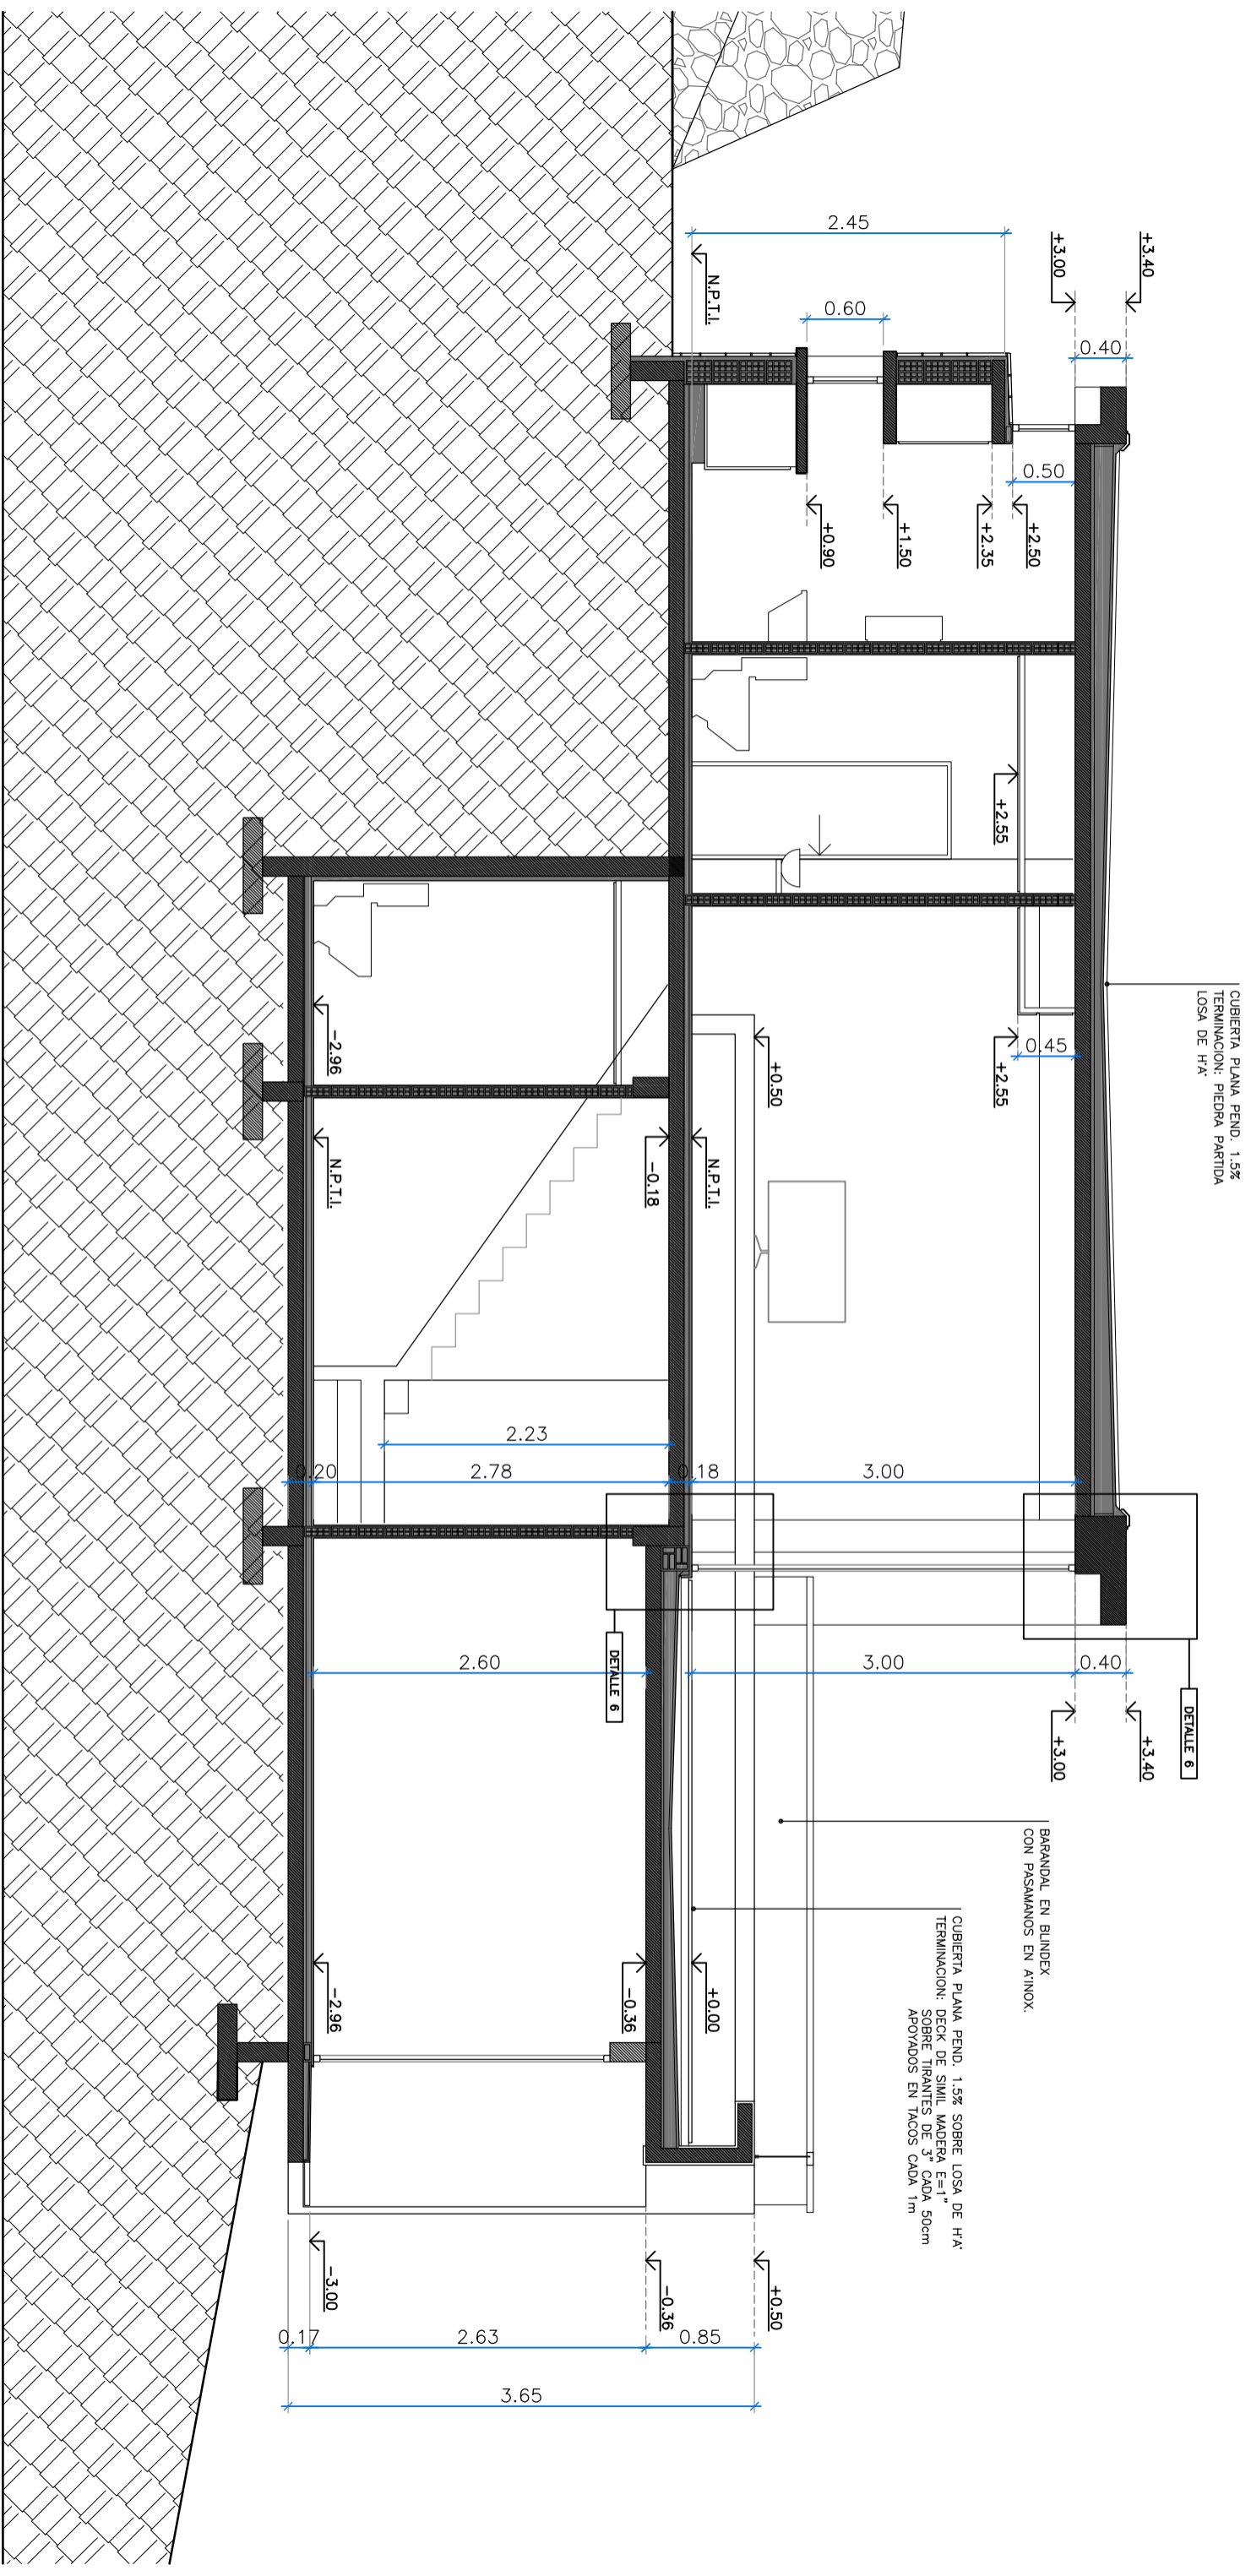 +3.40
+3.00
0.40
2.45
N.P.T.I.
0.60
0.50
+2.50
+2.35
+1.50
+0.90
+2.55
CUBIERTA PLANA PEND. 1.5%
TERMINACION: PIEDRA PARTIDA
LOSA DE H'A'
0.45
+2.55
+0.50
-2.96
N.P.T.I.
-0.18
N.P.T.I.
2.23
0.20
2.78
0.18
3.00
DETALLE 6
2.60
3.00
0.40
DETALLE 6
+3.40
+3.00
BARANDAL EN BLINDEX
CON PASAMANOS EN A'INOX.
CUBIERTA PLANA PEND. 1.5% SOBRE LOSA DE H'A'
TERMINACION: DECK DE SIMIL MADERA E=1"
SOBRE TIRANTES DE 3" CADA 50cm
APOYADOS EN TACOS CADA 1m
+0.00
-0.36
-2.96
+0.50
-0.36
-3.00
0.17
2.63
0.85
3.65